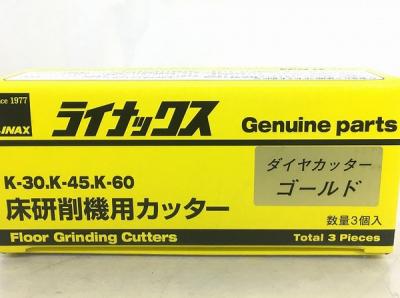 since 1977
LINAX
ライナックス
Genuine parts
K-30.K-45.K-60
床研削機用カッター
ダイヤカッター
ゴールド
数量3個入
Floor Grinding Cutters
Total 3 Pieces